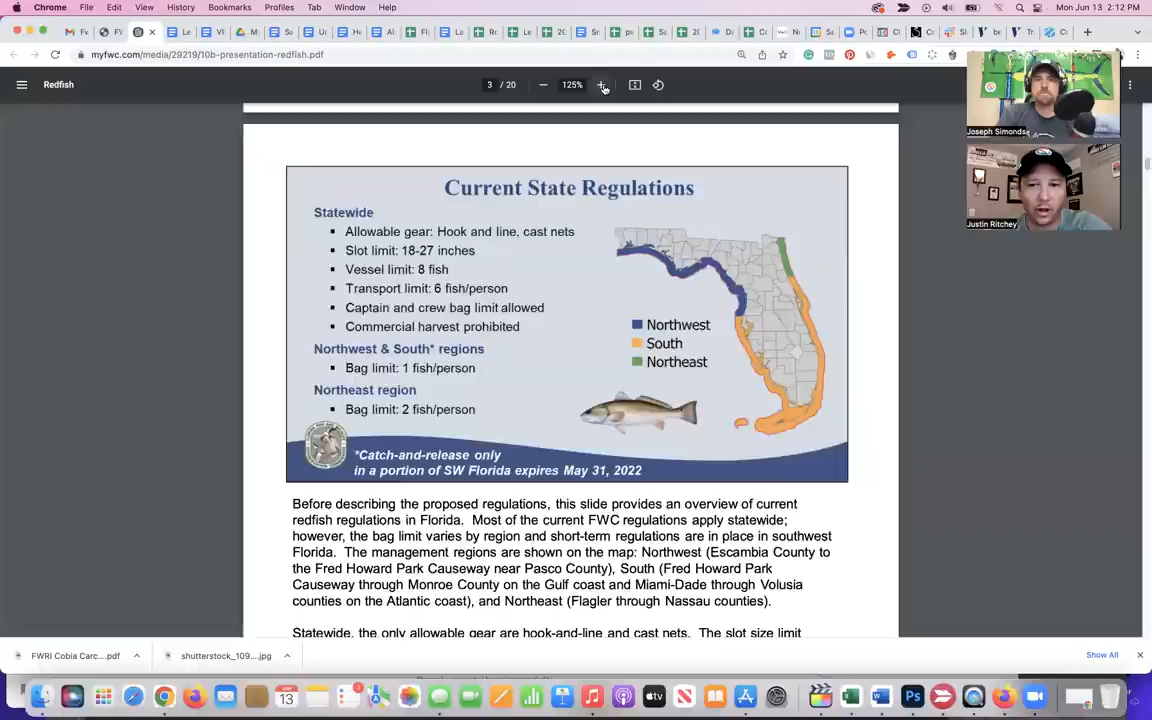 Chrome File Edit View History Bookmarks Profiles Tab Window Help Mon Jun 13 2:12 PM
myfwc.com/media/29219/10b-presentation-redfish.pdf
Redfish 3 / 20 125%
Joseph Simonds
Justin Ritchey
Current State Regulations
Statewide
Allowable gear: Hook and line, cast nets
Slot limit: 18-27 inches
Vessel limit: 8 fish
Transport limit: 6 fish/person
Captain and crew bag limit allowed
Commercial harvest prohibited
Northwest & South* regions
Bag limit: 1 fish/person
Northeast region
Bag limit: 2 fish/person
Northwest
South
Northeast
*Catch-and-release only
in a portion of SW Florida expires May 31, 2022
Before describing the proposed regulations, this slide provides an overview of current
redfish regulations in Florida. Most of the current FWC regulations apply statewide;
however, the bag limit varies by region and short-term regulations are in place in southwest
Florida. The management regions are shown on the map: Northwest (Escambia County to
the Fred Howard Park Causeway near Pasco County), South (Fred Howard Park
Causeway through Monroe County on the Gulf coast and Miami-Dade through Volusia
counties on the Atlantic coast), and Northeast (Flagler through Nassau counties).
Statewide, the only allowable gear are hook-and-line and cast nets. The slot size limit
FWRI Cobia Carc....pdf shutterstock_109....jpg Show All